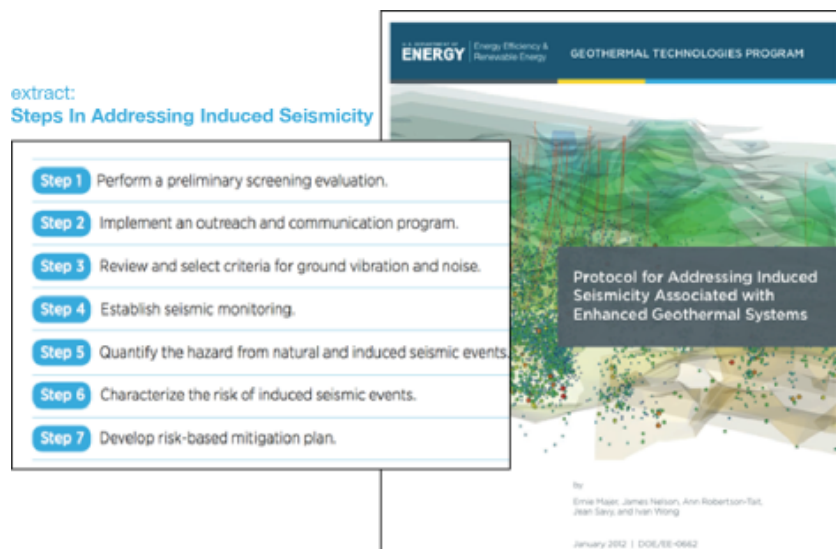 extract:
Steps In Addressing Induced Seismicity
Step 1 Perform a preliminary screening evaluation.
Step 2 Implement an outreach and communication program.
Step 3 Review and select criteria for ground vibration and noise.
Step 4 Establish seismic monitoring.
Step 5 Quantify the hazard from natural and induced seismic events.
Step 6 Characterize the risk of induced seismic events.
Step 7 Develop risk-based mitigation plan.
U.S. DEPARTMENT OF
ENERGY
Energy Efficiency &
Renewable Energy
GEOTHERMAL TECHNOLOGIES PROGRAM
Protocol for Addressing Induced
Seismicity Associated with
Enhanced Geothermal Systems
by
Ernie Majer, James Nelson, Ann Robertson-Tait,
Jean Savy, and Ivan Wong
January 2012 | DOE/EE-0662